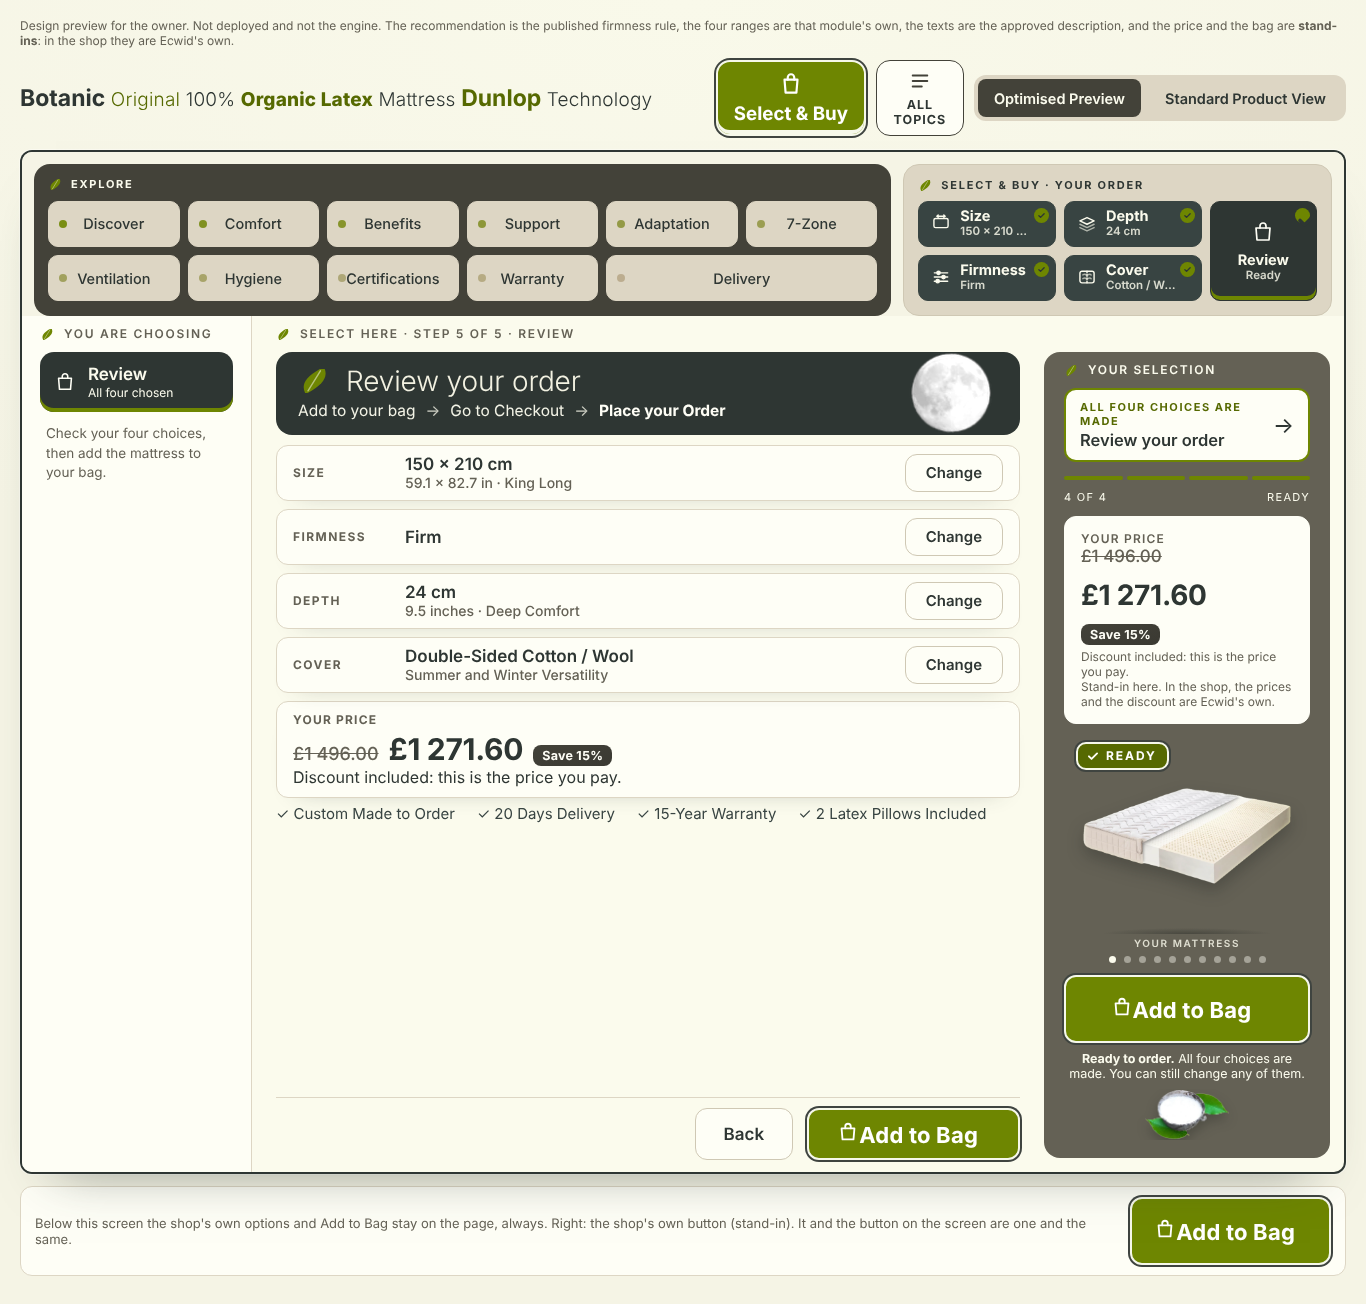 Design preview for the owner. Not deployed and not the engine. The recommendation is the published firmness rule, the four ranges are that module's own, the texts are the approved description, and the price and the bag are stand-
ins: in the shop they are Ecwid's own.
Botanic Original 100% Organic Latex Mattress Dunlop Technology
Select & Buy
ALL
TOPICS
Optimised Preview
Standard Product View
EXPLORE
Discover
Comfort
Benefits
Support
Adaptation
7-Zone
Ventilation
Hygiene
Certifications
Warranty
Delivery
SELECT & BUY · YOUR ORDER
Size
150 × 210 ...
Depth
24 cm
Firmness
Firm
Cover
Cotton / W...
Review
Ready
YOU ARE CHOOSING
Review
All four chosen
Check your four choices,
then add the mattress to
your bag.
SELECT HERE · STEP 5 OF 5 · REVIEW
Review your order
Add to your bag → Go to Checkout → Place your Order
SIZE
150 × 210 cm
59.1 × 82.7 in · King Long
Change
FIRMNESS
Firm
Change
DEPTH
24 cm
9.5 inches · Deep Comfort
Change
COVER
Double-Sided Cotton / Wool
Summer and Winter Versatility
Change
YOUR PRICE
£1 496.00 £1 271.60 Save 15%
Discount included: this is the price you pay.
✓ Custom Made to Order ✓ 20 Days Delivery ✓ 15-Year Warranty ✓ 2 Latex Pillows Included
Back
Add to Bag
YOUR SELECTION
ALL FOUR CHOICES ARE
MADE
Review your order
→
4 OF 4
READY
YOUR PRICE
£1 496.00
£1 271.60
Save 15%
Discount included: this is the price
you pay.
Stand-in here. In the shop, the prices
and the discount are Ecwid's own.
✓ READY
YOUR MATTRESS
Add to Bag
Ready to order. All four choices are
made. You can still change any of them.
Below this screen the shop's own options and Add to Bag stay on the page, always. Right: the shop's own button (stand-in). It and the button on the screen are one and the
same.
Add to Bag